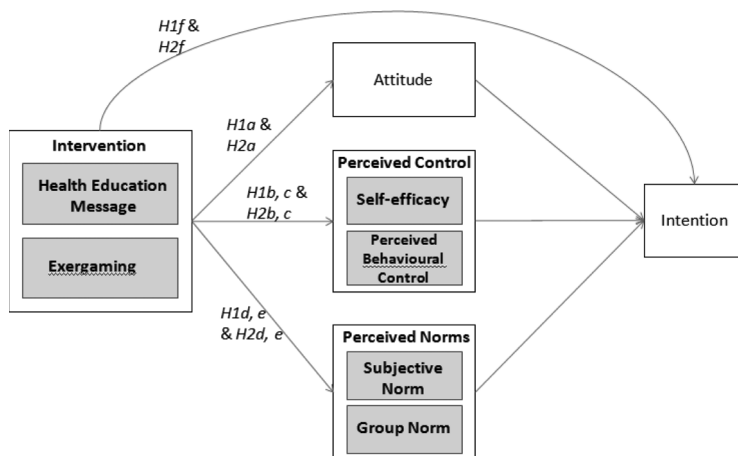 H1f &
H2f
Attitude
H1a &
H2a
Intervention
Health Education
Message
Exergaming
H1b, c &
H2b, c
Perceived Control
Self-efficacy
Perceived
Behavioural
Control
Intention
H1d, e
& H2d, e
Perceived Norms
Subjective
Norm
Group Norm